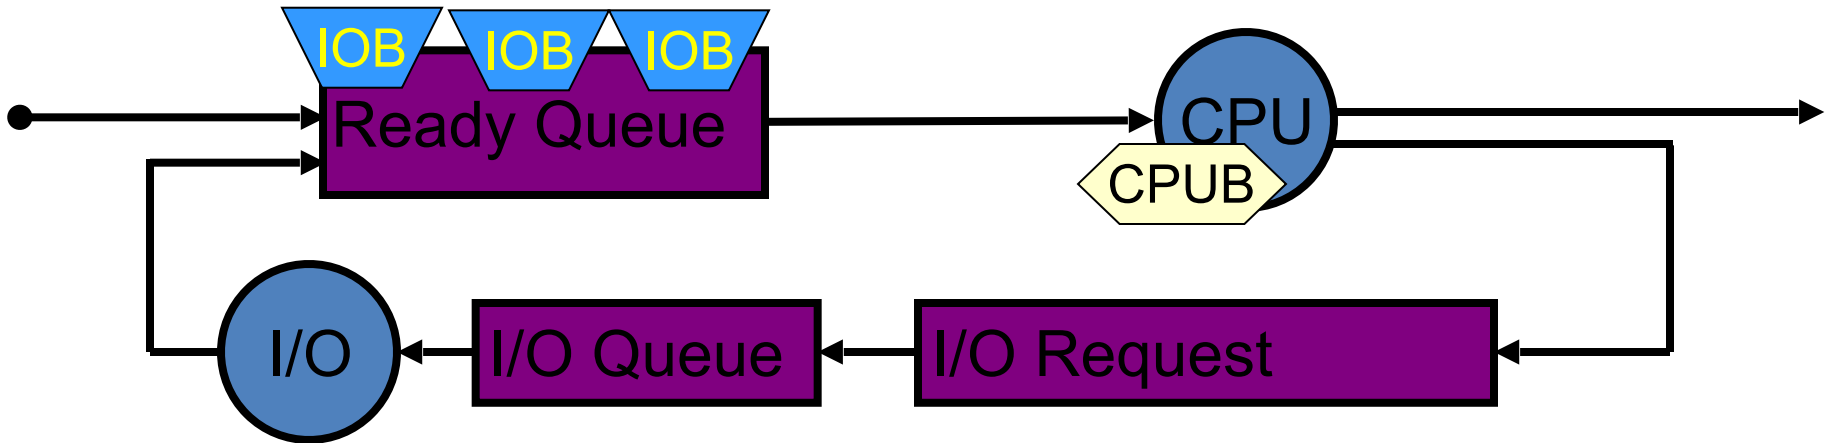 IOB
IOB
IOB
Ready Queue
CPU
CPUB
I/O
I/O Queue
I/O Request